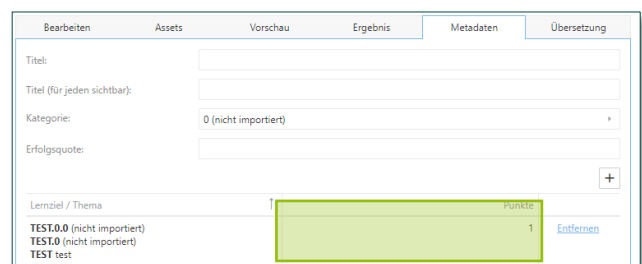 Bearbeiten Assets Vorschau Ergebnis Metadaten Übersetzung
Titel:
Titel (für jeden sichtbar):
Kategorie: 0 (nicht importiert)
Erfolgsquote:
+
Lernziel / Thema ↑ Punkte
TEST.0.0 (nicht importiert) 1 Entfernen
TEST.0 (nicht importiert)
TEST test